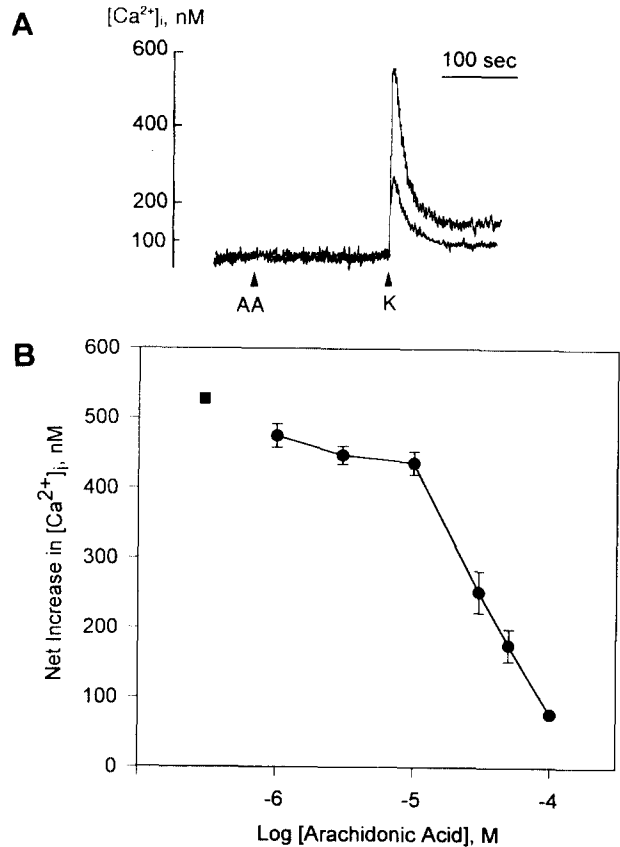 A
[Ca²⁺]ᵢ, nM
600
400
200
100
100 sec
AA
K
B
600
500
400
300
200
100
0
Net Increase in [Ca²⁺]ᵢ, nM
-6
-5
-4
Log [Arachidonic Acid], M